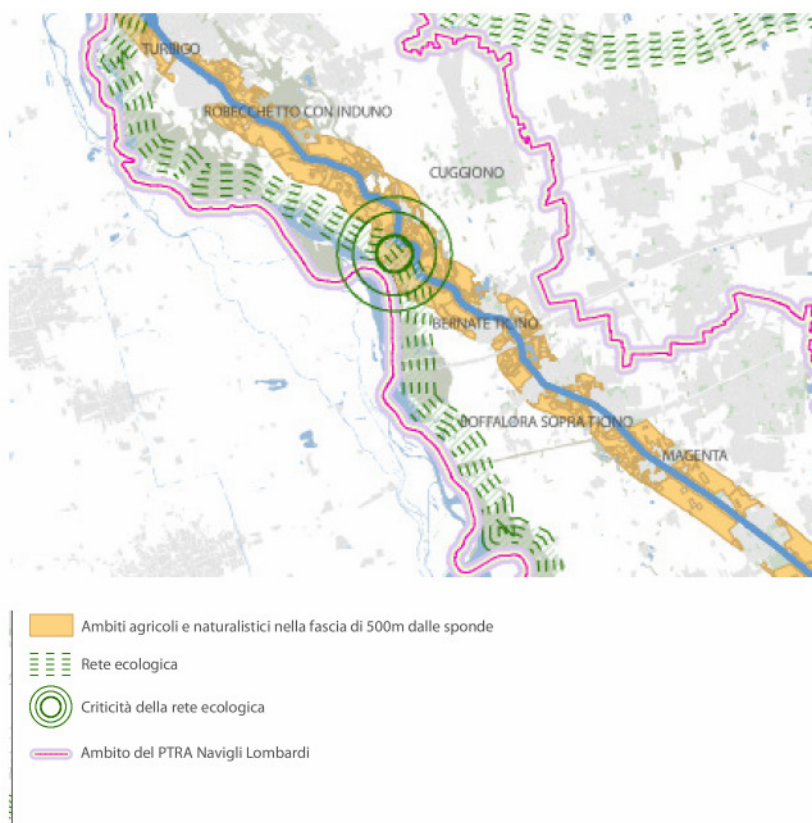 TURBIGO
ROBECCHETTO CON INDUNO
CUGGIONO
BERNATE TICINO
BOFFALORA SOPRA TICINO
MAGENTA
Ambiti agricoli e naturalistici nella fascia di 500m dalle sponde
Rete ecologica
Criticità della rete ecologica
Ambito del PTRA Navigli Lombardi